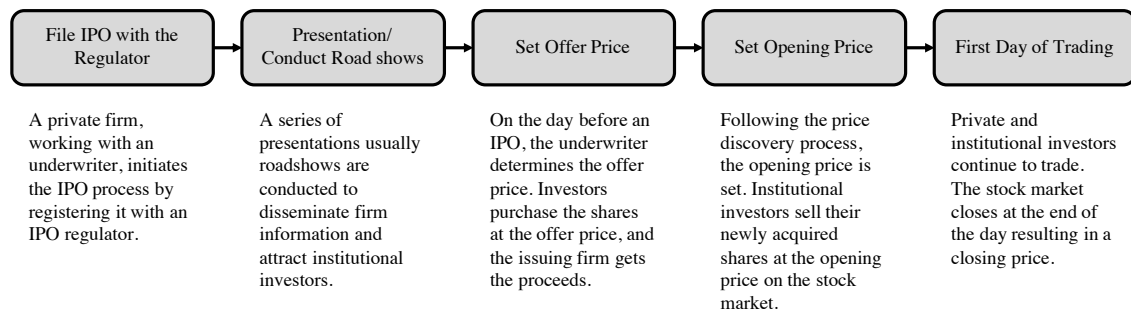 File IPO with the
Regulator
Presentation/
Conduct Road shows
Set Offer Price
Set Opening Price
First Day of Trading
A private firm,
working with an
underwriter, initiates
the IPO process by
registering it with an
IPO regulator.
A series of
presentations usually
roadshows are
conducted to
disseminate firm
information and
attract institutional
investors.
On the day before an
IPO, the underwriter
determines the offer
price. Investors
purchase the shares
at the offer price, and
the issuing firm gets
the proceeds.
Following the price
discovery process,
the opening price is
set. Institutional
investors sell their
newly acquired
shares at the opening
price on the stock
market.
Private and
institutional investors
continue to trade.
The stock market
closes at the end of
the day resulting in a
closing price.